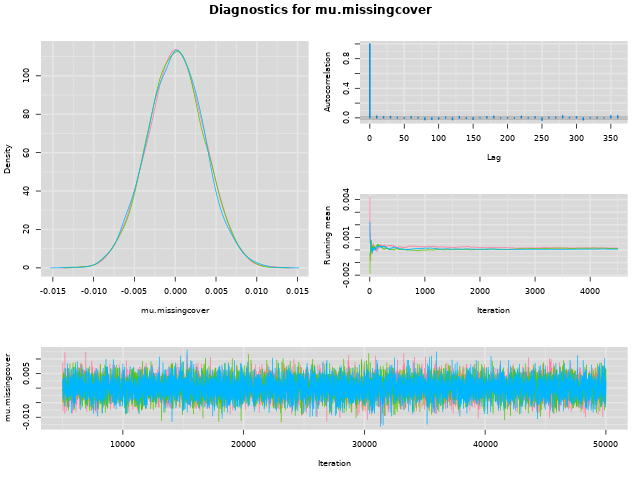 Diagnostics for mu.missingcover
Density
0 20 40 60 80 100
-0.015 -0.010 -0.005 0.000 0.005 0.010 0.015
mu.missingcover
Autocorrelation
0.0 0.4 0.8
0 50 100 150 200 250 300 350
Lag
Running mean
-0.002 0.001 0.004
0 1000 2000 3000 4000
Iteration
mu.missingcover
-0.010 0.005
10000 20000 30000 40000 50000
Iteration